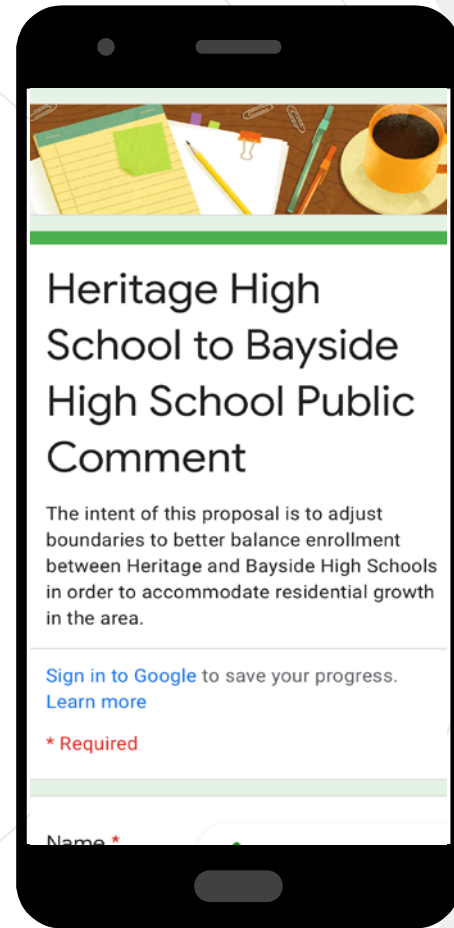 Heritage High
School to Bayside
High School Public
Comment
The intent of this proposal is to adjust
boundaries to better balance enrollment
between Heritage and Bayside High Schools
in order to accommodate residential growth
in the area.
Sign in to Google to save your progress.
Learn more
* Required
Name *